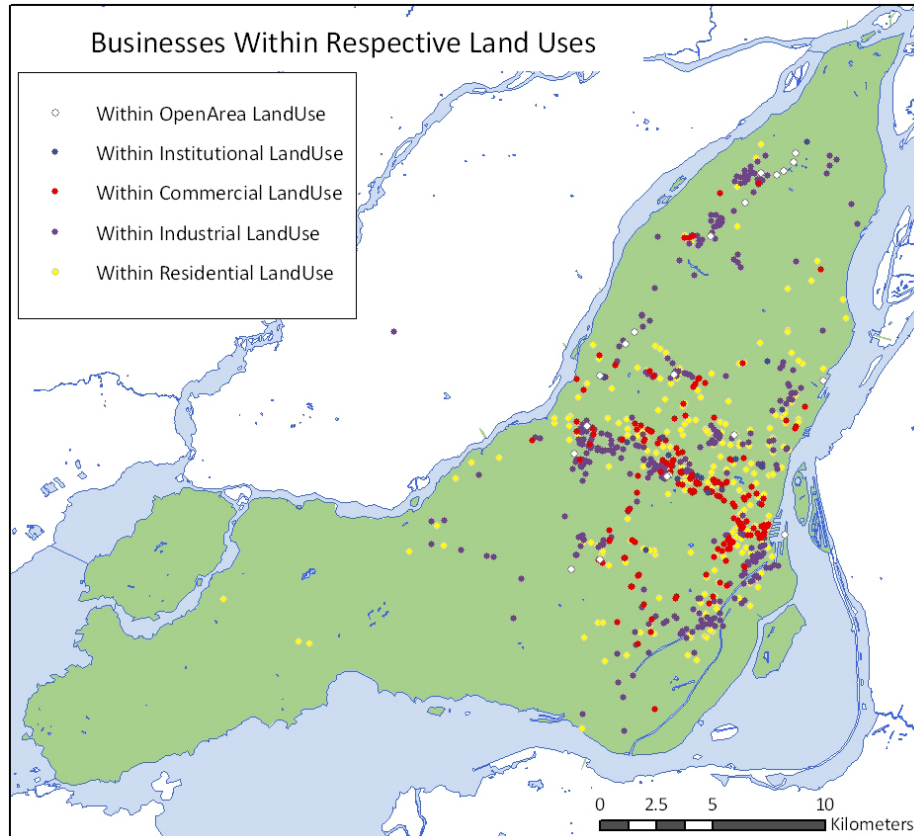 Businesses Within Respective Land Uses
Within OpenArea LandUse
Within Institutional LandUse
Within Commercial LandUse
Within Industrial LandUse
Within Residential LandUse
0 2.5 5 10
Kilometers